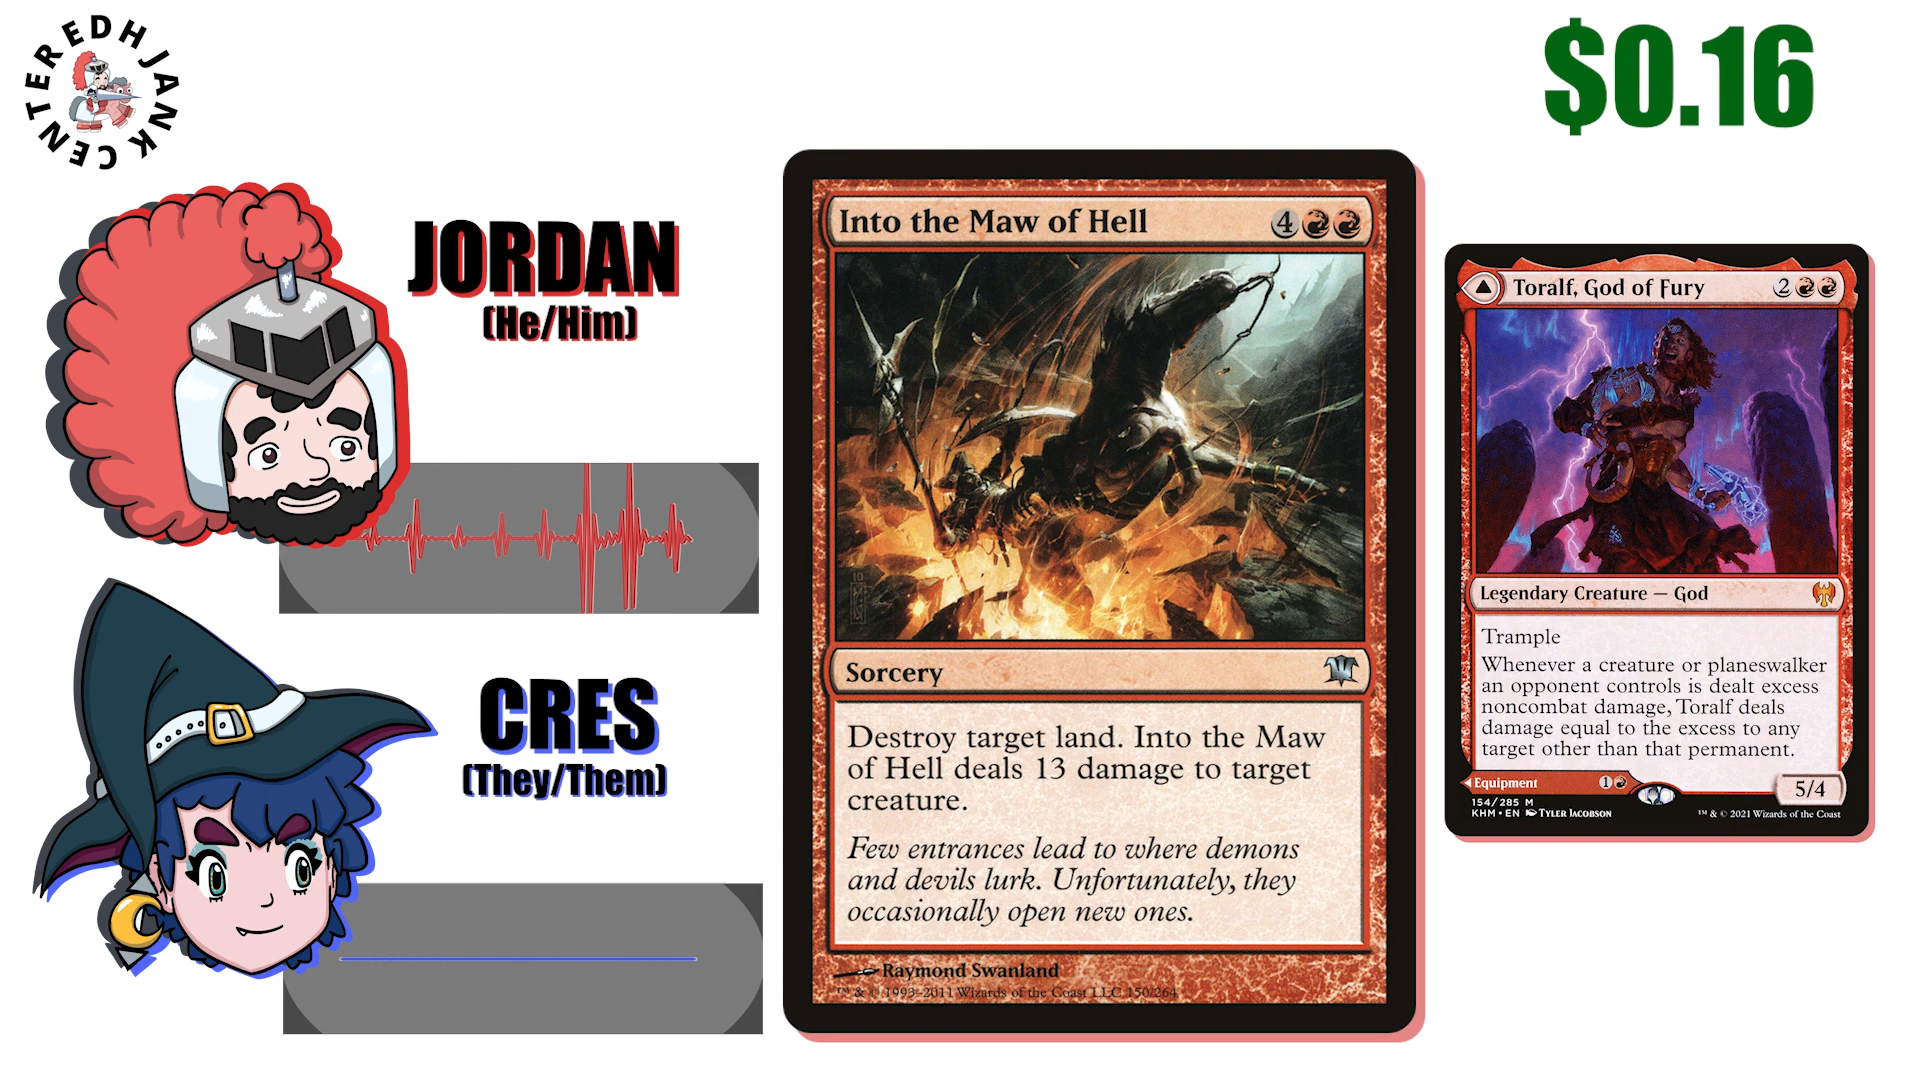 CENTEREDHJANK CENTER
$0.16
JORDAN
(He/Him)
CRES
(They/Them)
Into the Maw of Hell 4
Sorcery
Destroy target land. Into the Maw
of Hell deals 13 damage to target
creature.
Few entrances lead to where demons
and devils lurk. Unfortunately, they
occasionally open new ones.
Raymond Swanland
™ & © 1993-2011 Wizards of the Coast LLC 150/264
Toralf, God of Fury 2
Legendary Creature — God
Trample
Whenever a creature or planeswalker
an opponent controls is dealt excess
noncombat damage, Toralf deals
damage equal to the excess to any
target other than that permanent.
Equipment 1
5/4
154/285 M
KHM • EN TYLER JACOBSON
™ & © 2021 Wizards of the Coast